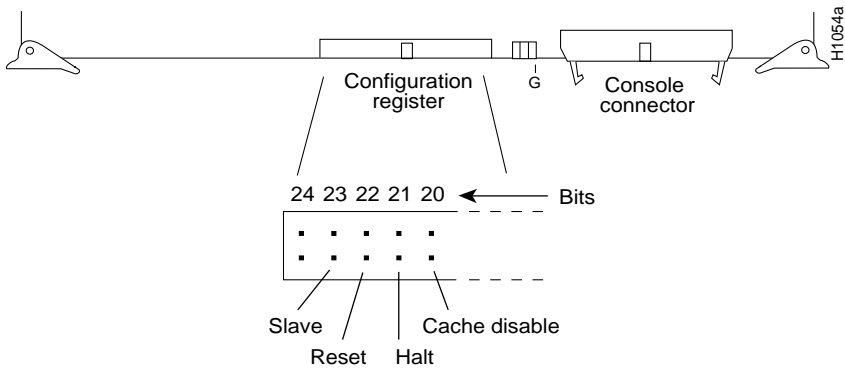 H1054a
Configuration
register
G
Console
connector
24 23 22 21 20
Bits
Slave
Cache disable
Reset
Halt